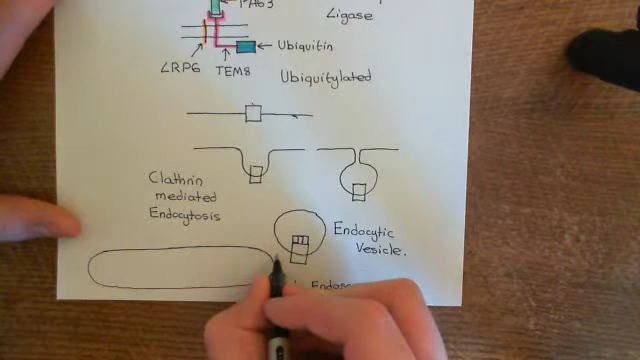 PA63
Ligase
LRP6
TEM8
Ubiquitin
Ubiquitylated
Clathrin
mediated
Endocytosis
Endocytic
Vesicle.